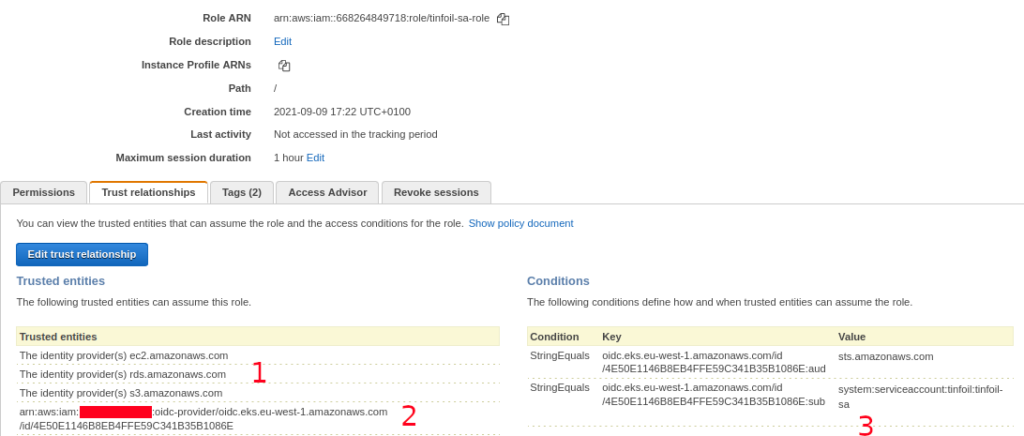 Role ARN arn:aws:iam::668264849718:role/tinfoil-sa-role
Role description Edit
Instance Profile ARNs
Path /
Creation time 2021-09-09 17:22 UTC+0100
Last activity Not accessed in the tracking period
Maximum session duration 1 hour Edit
Permissions Trust relationships Tags (2) Access Advisor Revoke sessions
You can view the trusted entities that can assume the role and the access conditions for the role. Show policy document
Edit trust relationship
Trusted entities
The following trusted entities can assume this role.
Trusted entities
The identity provider(s) ec2.amazonaws.com
The identity provider(s) rds.amazonaws.com
1
The identity provider(s) s3.amazonaws.com
arn:aws:iam: :oidc-provider/oidc.eks.eu-west-1.amazonaws.com
/id/4E50E1146B8EB4FFE59C341B35B1086E
2
Conditions
The following conditions define how and when trusted entities can assume the role.
Condition Key Value
StringEquals oidc.eks.eu-west-1.amazonaws.com/id sts.amazonaws.com
/4E50E1146B8EB4FFE59C341B35B1086E:aud
StringEquals oidc.eks.eu-west-1.amazonaws.com/id system:serviceaccount:tinfoil:tinfoil-
/4E50E1146B8EB4FFE59C341B35B1086E:sub sa
3